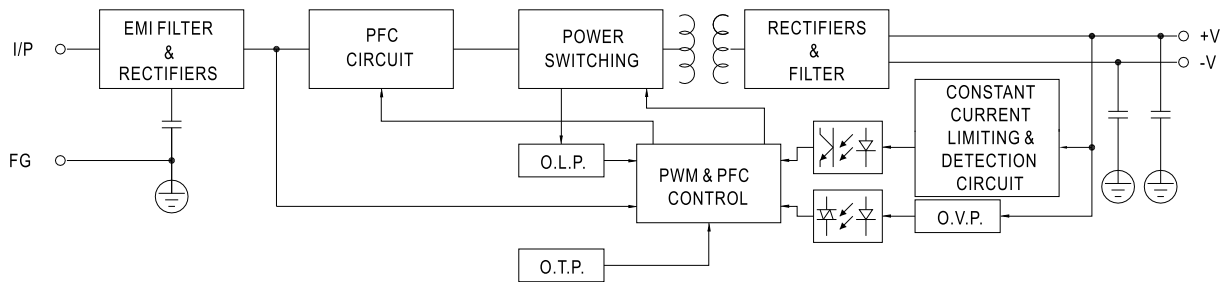 I/P
EMI FILTER
&
RECTIFIERS
PFC
CIRCUIT
POWER
SWITCHING
RECTIFIERS
&
FILTER
+V
-V
CONSTANT
CURRENT
LIMITING &
DETECTION
CIRCUIT
FG
O.L.P.
PWM & PFC
CONTROL
O.V.P.
O.T.P.